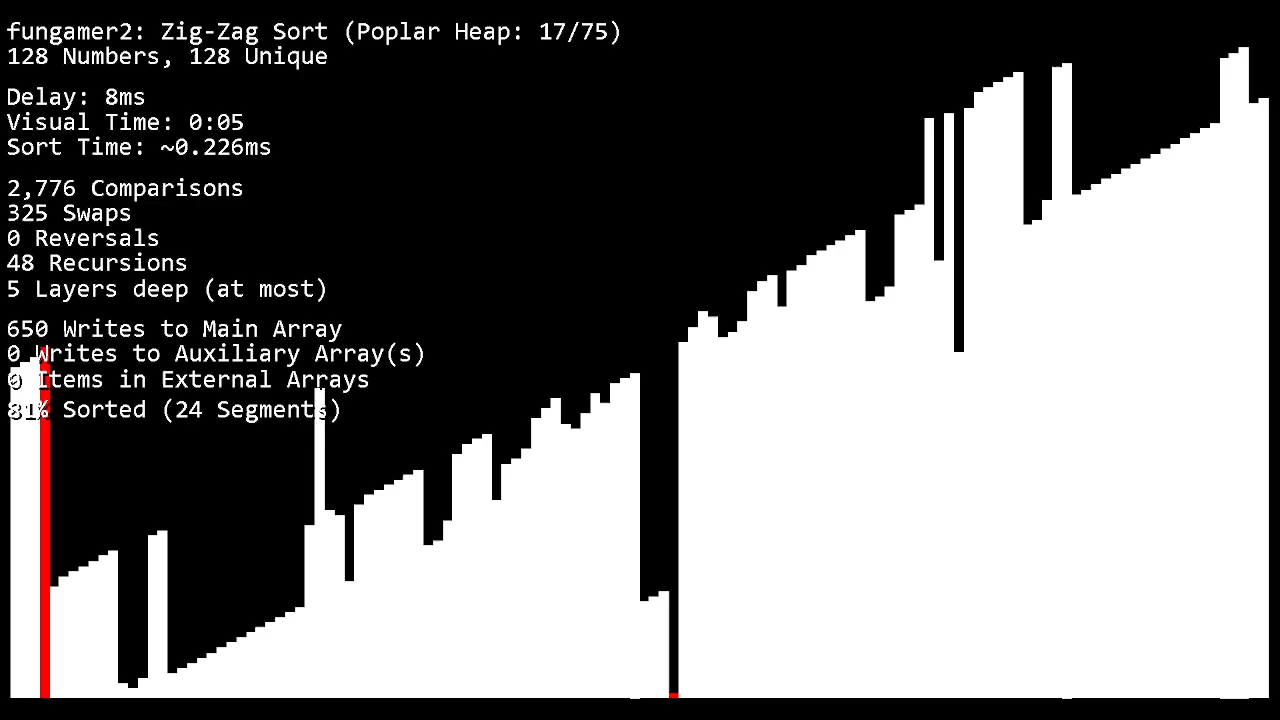 fungamer2: Zig-Zag Sort (Poplar Heap: 17/75)
128 Numbers, 128 Unique
Delay: 8ms
Visual Time: 0:05
Sort Time: ~0.226ms
2,776 Comparisons
325 Swaps
0 Reversals
48 Recursions
5 Layers deep (at most)
650 Writes to Main Array
0 Writes to Auxiliary Array(s)
0 Items in External Arrays
81% Sorted (24 Segments)